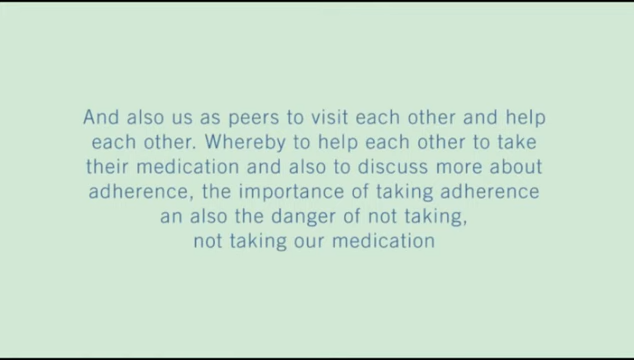 And also us as peers to visit each other and help
each other. Whereby to help each other to take
their medication and also to discuss more about
adherence, the importance of taking adherence
an also the danger of not taking,
not taking our medication